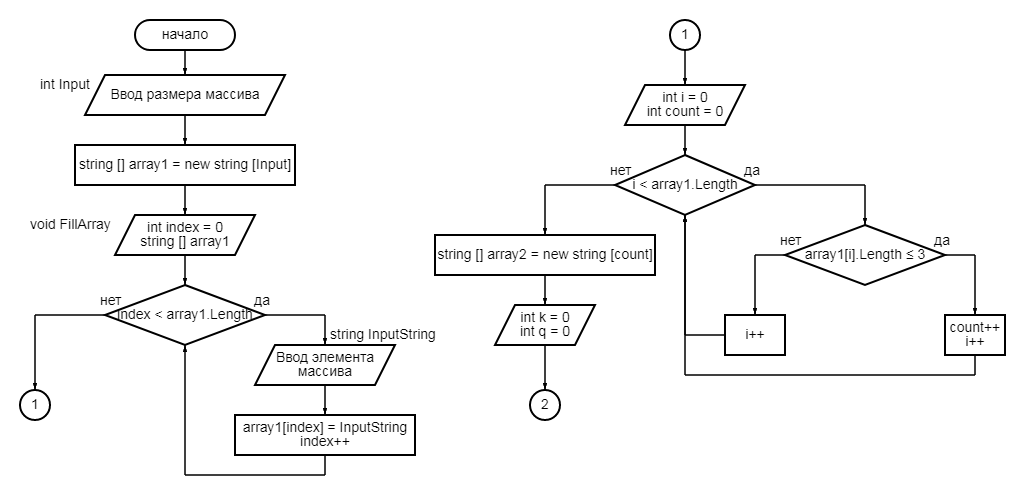 начало
int Input
Ввод размера массива
string [] array1 = new string [Input]
void FillArray
int index = 0
string [] array1
нет
да
index < array1.Length
string InputString
Ввод элемента
массива
1
array1[index] = InputString
index++
1
int i = 0
int count = 0
нет
да
i < array1.Length
string [] array2 = new string [count]
нет
да
array1[i].Length ≤ 3
int k = 0
int q = 0
i++
count++
i++
2